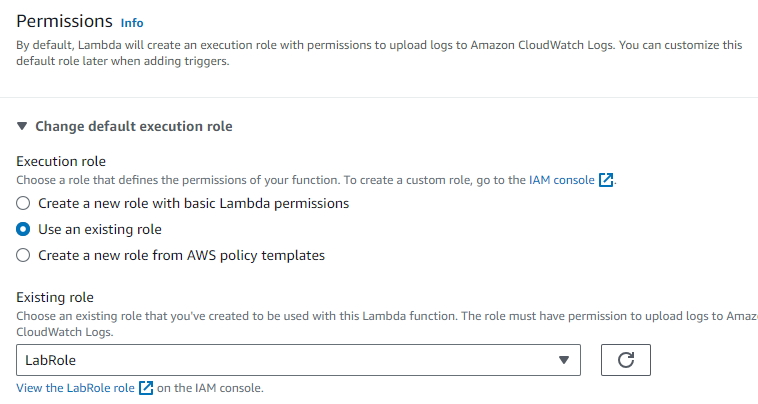 Permissions Info
By default, Lambda will create an execution role with permissions to upload logs to Amazon CloudWatch Logs. You can customize this
default role later when adding triggers.
Change default execution role
Execution role
Choose a role that defines the permissions of your function. To create a custom role, go to the IAM console.
Create a new role with basic Lambda permissions
Use an existing role
Create a new role from AWS policy templates
Existing role
Choose an existing role that you've created to be used with this Lambda function. The role must have permission to upload logs to Amaz
CloudWatch Logs.
LabRole
View the LabRole role on the IAM console.